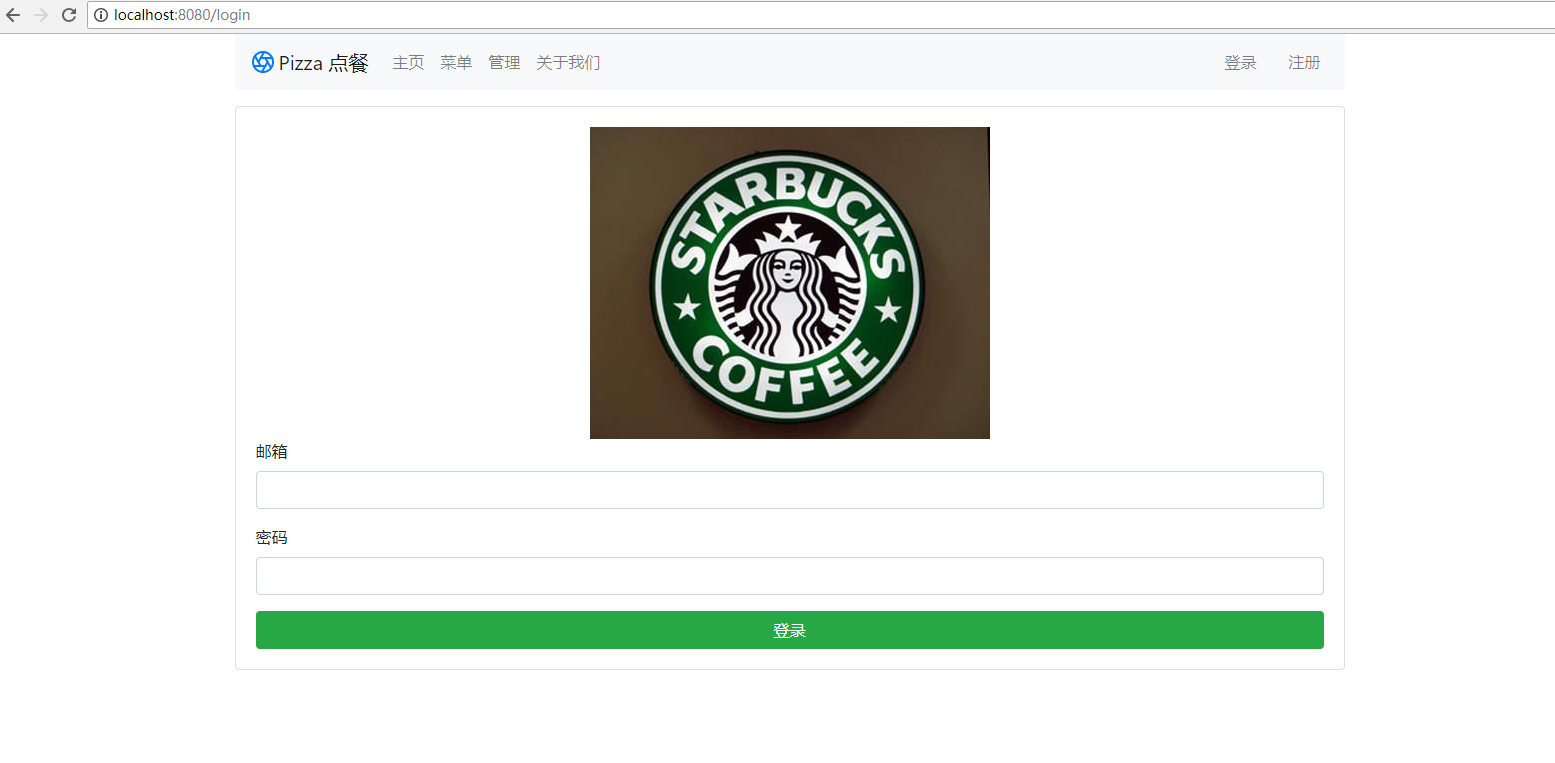 localhost:8080/login
Pizza 点餐 主页 菜单 管理 关于我们 登录 注册
STARBUCKS
COFFEE
邮箱
密码
登录